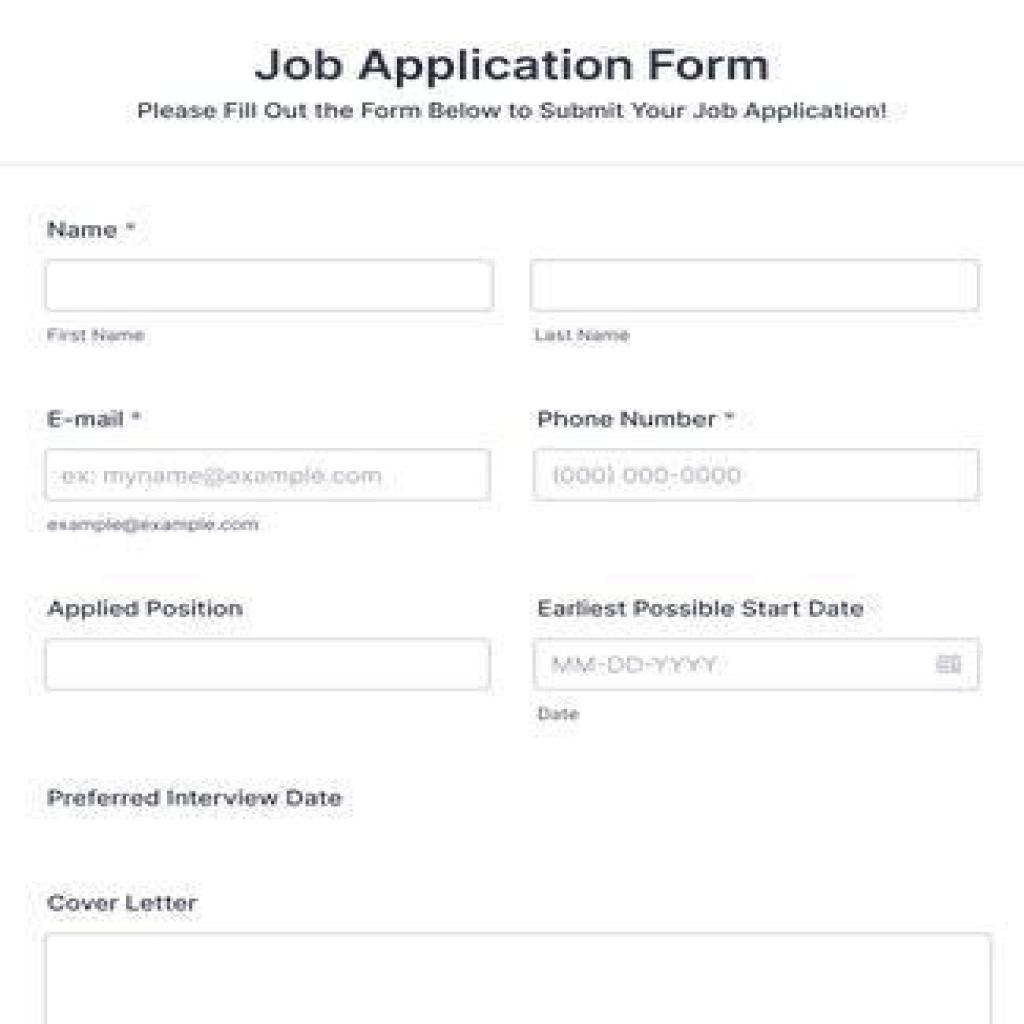 Job Application Form
Please Fill Out the Form Below to Submit Your Job Application!
Name *
First Name
Last Name
E-mail *
Phone Number *
ex: myname@example.com
(000) 000-0000
example@example.com
Applied Position
Earliest Possible Start Date
MM-DD-YYYY
Date
Preferred Interview Date
Cover Letter